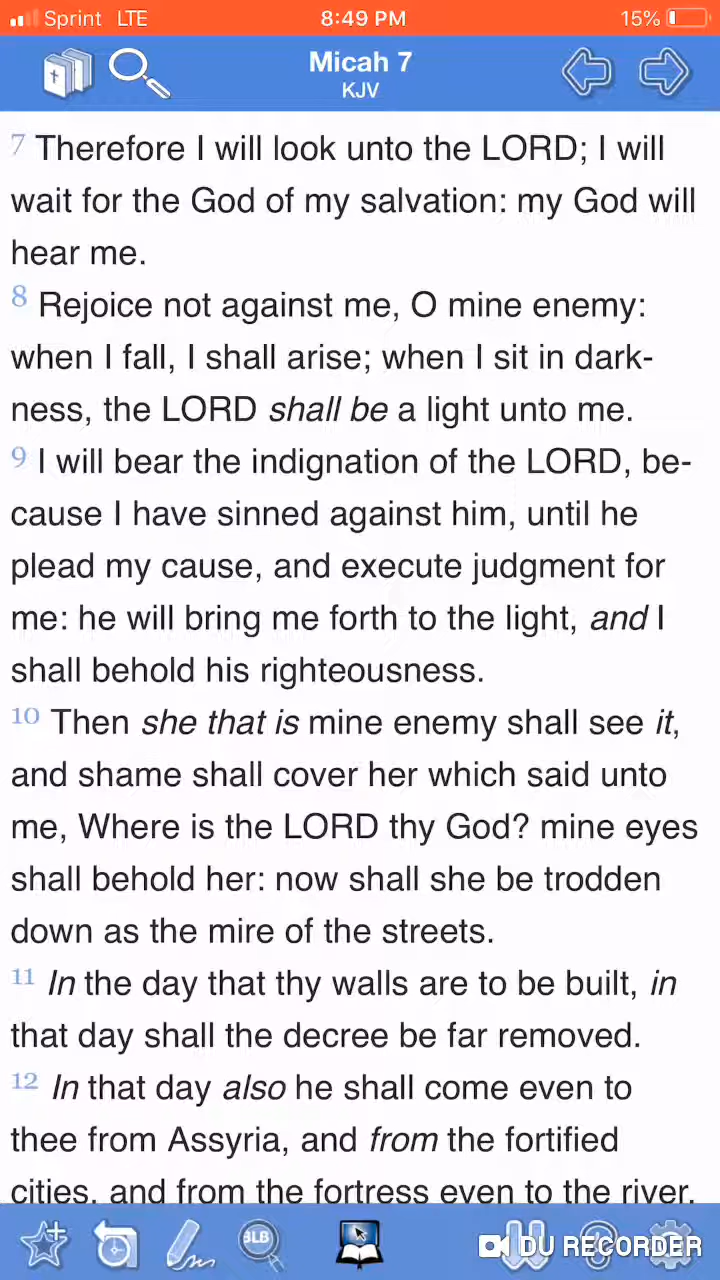 Sprint LTE 8:49 PM 15%
Micah 7
KJV
7 Therefore I will look unto the LORD; I will
wait for the God of my salvation: my God will
hear me.
8 Rejoice not against me, O mine enemy:
when I fall, I shall arise; when I sit in dark-
ness, the LORD shall be a light unto me.
9 I will bear the indignation of the LORD, be-
cause I have sinned against him, until he
plead my cause, and execute judgment for
me: he will bring me forth to the light, and I
shall behold his righteousness.
10 Then she that is mine enemy shall see it,
and shame shall cover her which said unto
me, Where is the LORD thy God? mine eyes
shall behold her: now shall she be trodden
down as the mire of the streets.
11 In the day that thy walls are to be built, in
that day shall the decree be far removed.
12 In that day also he shall come even to
thee from Assyria, and from the fortified
cities, and from the fortress even to the river,
BLB
DU RECORDER